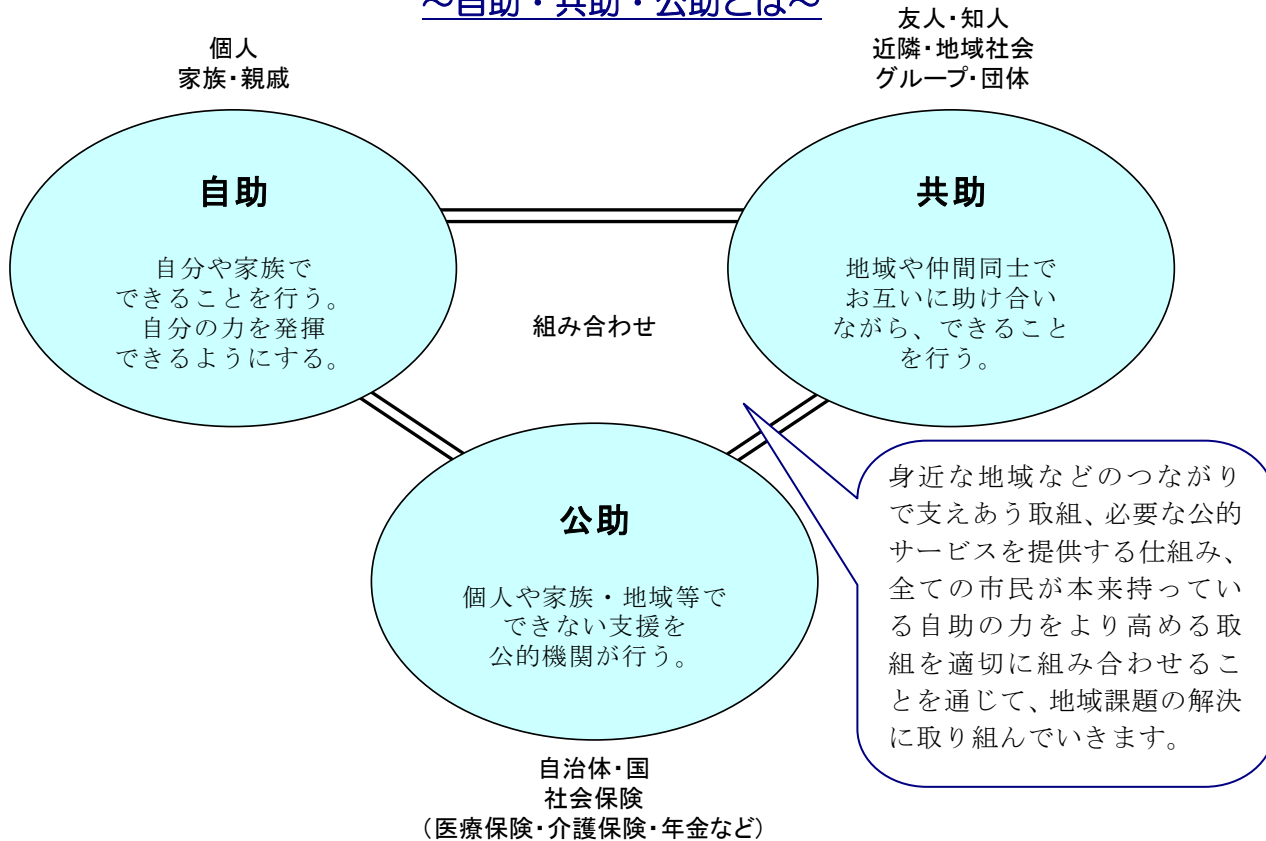 ～自助・共助・公助とは～
個人
家族・親戚
友人・知人
近隣・地域社会
グループ・団体
自助
自分や家族で
できることを行う。
自分の力を発揮
できるようにする。
共助
地域や仲間同士で
お互いに助け合い
ながら、できること
を行う。
組み合わせ
公助
個人や家族・地域等で
できない支援を
公的機関が行う。
身近な地域などのつながり
で支えあう取組、必要な公的
サービスを提供する仕組み、
全ての市民が本来持ってい
る自助の力をより高める取
組を適切に組み合わせるこ
とを通じて、地域課題の解決
に取り組んでいきます。
自治体・国
社会保険
（医療保険・介護保険・年金など）